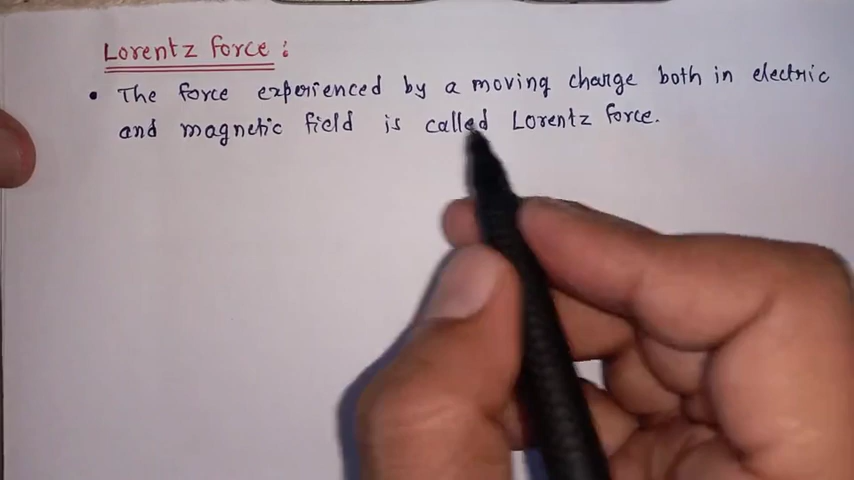 Lorentz force :
• The force experienced by a moving charge both in electric
and magnetic field is called Lorentz force.